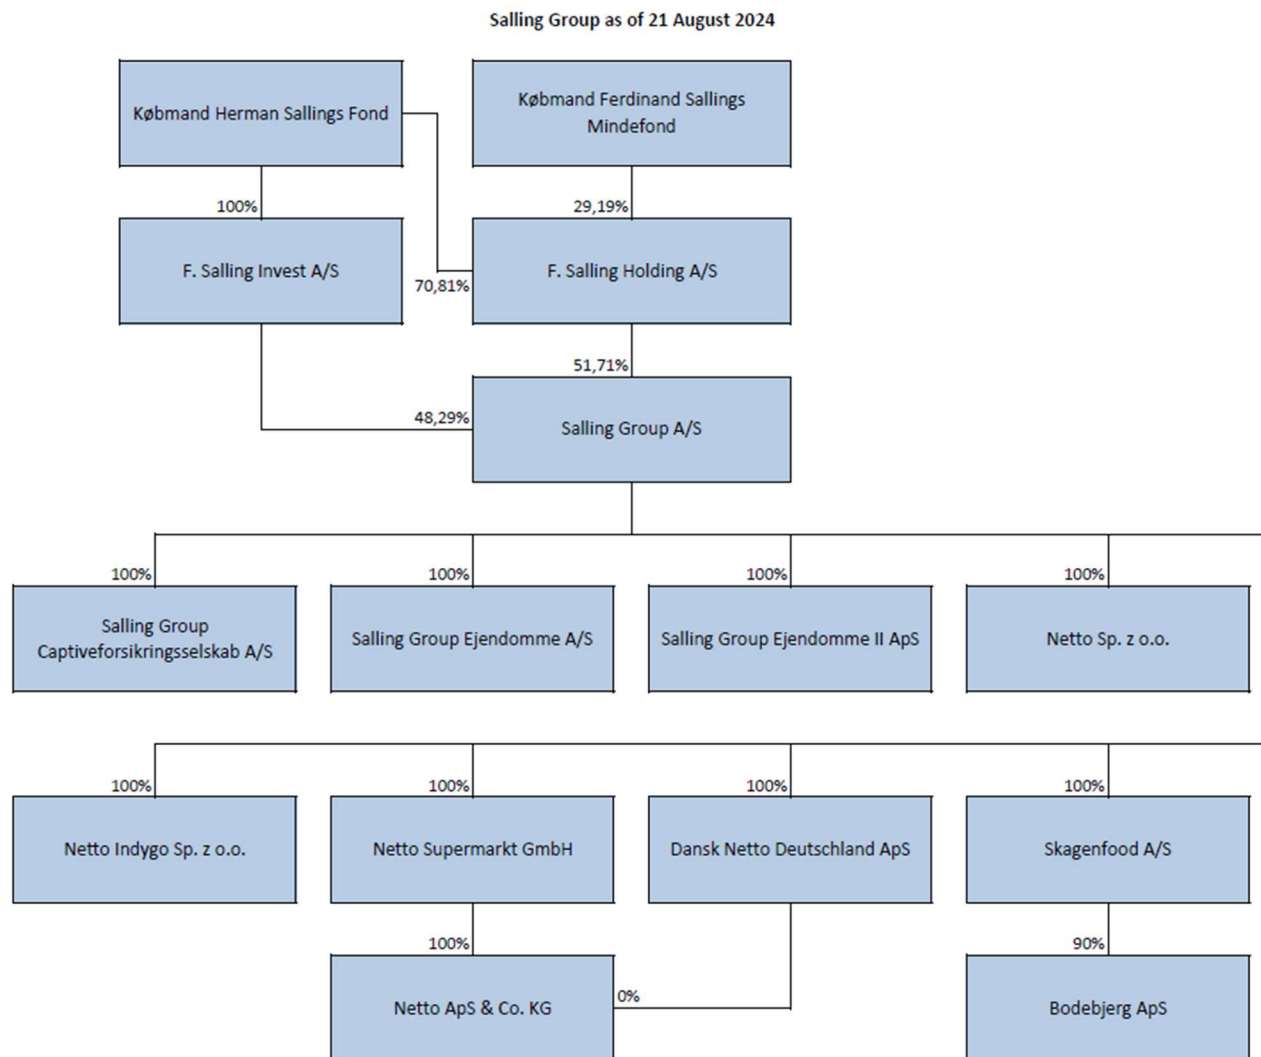 Salling Group as of 21 August 2024
Købmand Herman Sallings Fond
Købmand Ferdinand Sallings
Mindefond
100%
29,19%
F. Salling Invest A/S
F. Salling Holding A/S
70,81%
51,71%
48,29%
Salling Group A/S
100%
100%
100%
100%
Salling Group
Captiveforsikringsselskab A/S
Salling Group Ejendomme A/S
Salling Group Ejendomme II ApS
Netto Sp. z o.o.
100%
100%
100%
100%
Netto Indygo Sp. z o.o.
Netto Supermarkt GmbH
Dansk Netto Deutschland ApS
Skagenfood A/S
100%
90%
0%
Netto ApS & Co. KG
Bodebjerg ApS